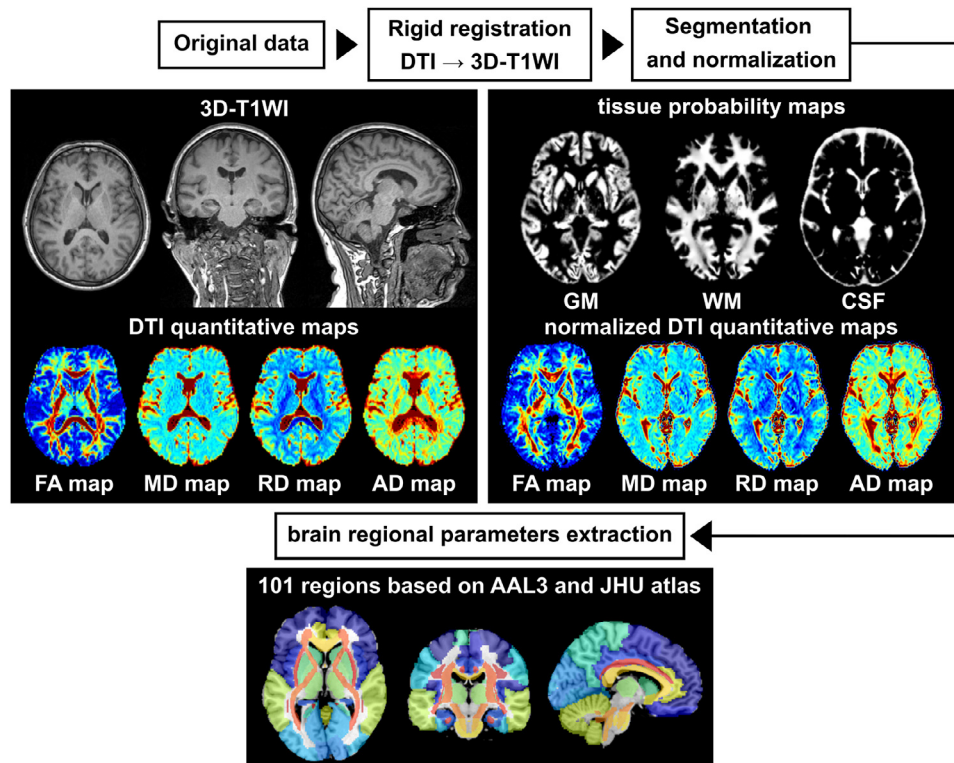 Original data
Rigid registration
DTI → 3D-T1WI
Segmentation
and normalization
3D-T1WI
DTI quantitative maps
FA map
MD map
RD map
AD map
tissue probability maps
GM
WM
CSF
normalized DTI quantitative maps
FA map
MD map
RD map
AD map
brain regional parameters extraction
101 regions based on AAL3 and JHU atlas